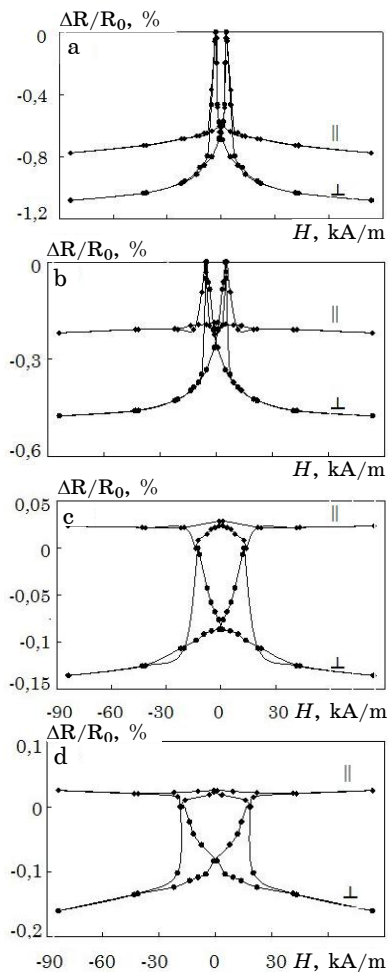 ΔR/R0, %
0
a
-0,4
||
-0,8
⊥
-1,2
H, kA/m
ΔR/R0, %
0
b
||
-0,3
⊥
-0,6
H, kA/m
ΔR/R0, %
0,05
c
||
0
-0,05
-0,1
⊥
-0,15
-90 -60 -30 0 30 H, kA/m
ΔR/R0, %
0,1
d
||
0
-0,1
⊥
-0,2
-90 -60 -30 0 30 H, kA/m